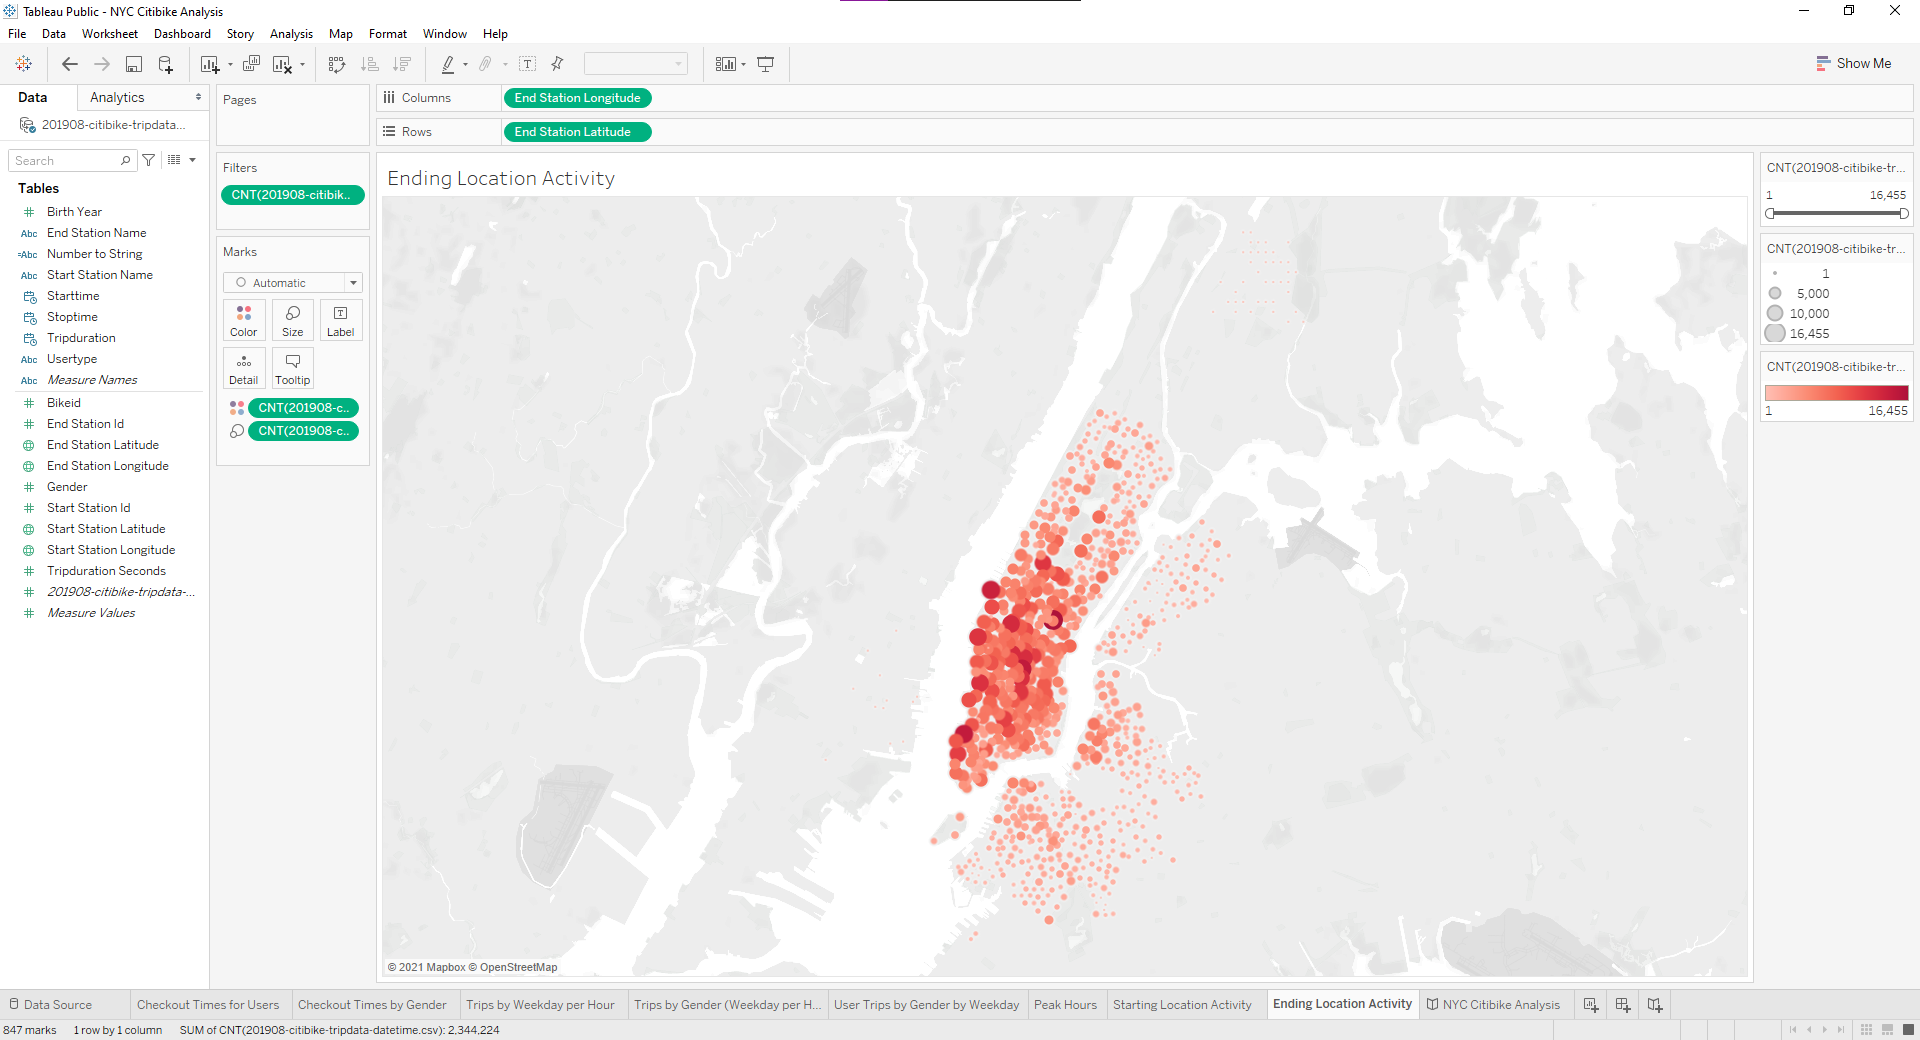 Tableau Public - NYC Citibike Analysis
File Data Worksheet Dashboard Story Analysis Map Format Window Help
Show Me
Data
Analytics
201908-citibike-tripdata...
Search
Tables
# Birth Year
Abc End Station Name
=Abc Number to String
Abc Start Station Name
Starttime
Stoptime
Tripduration
Abc Usertype
Abc Measure Names
# Bikeid
# End Station Id
End Station Latitude
End Station Longitude
# Gender
# Start Station Id
Start Station Latitude
Start Station Longitude
# Tripduration Seconds
# 201908-citibike-tripdata-...
# Measure Values
Pages
Filters
CNT(201908-citibik..
Marks
Automatic
Color Size T Label
Detail Tooltip
CNT(201908-c..
CNT(201908-c..
Columns End Station Longitude
Rows End Station Latitude
Ending Location Activity
© 2021 Mapbox © OpenStreetMap
CNT(201908-citibike-tr...
1 16,455
CNT(201908-citibike-tr...
1
5,000
10,000
16,455
CNT(201908-citibike-tr...
1 16,455
Data Source Checkout Times for Users Checkout Times by Gender Trips by Weekday per Hour Trips by Gender (Weekday per H... User Trips by Gender by Weekday Peak Hours Starting Location Activity Ending Location Activity NYC Citibike Analysis
847 marks 1 row by 1 column SUM of CNT(201908-citibike-tripdata-datetime.csv): 2,344,224